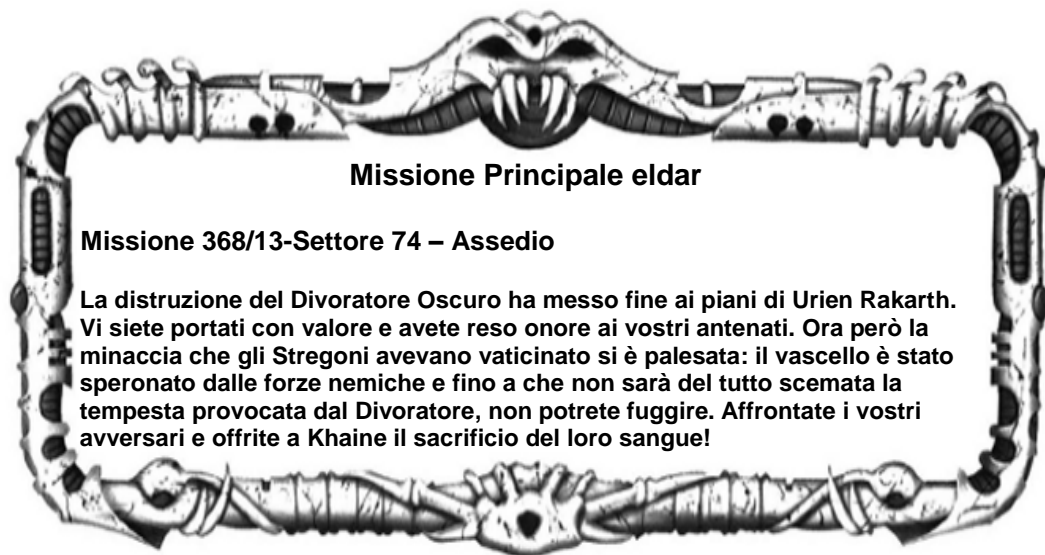 Missione Principale eldar
Missione 368/13-Settore 74 – Assedio
La distruzione del Divoratore Oscuro ha messo fine ai piani di Urien Rakarth.
Vi siete portati con valore e avete reso onore ai vostri antenati. Ora però la
minaccia che gli Stregoni avevano vaticinato si è palesata: il vascello è stato
speronato dalle forze nemiche e fino a che non sarà del tutto scemata la
tempesta provocata dal Divoratore, non potrete fuggire. Affrontate i vostri
avversari e offrite a Khaine il sacrificio del loro sangue!